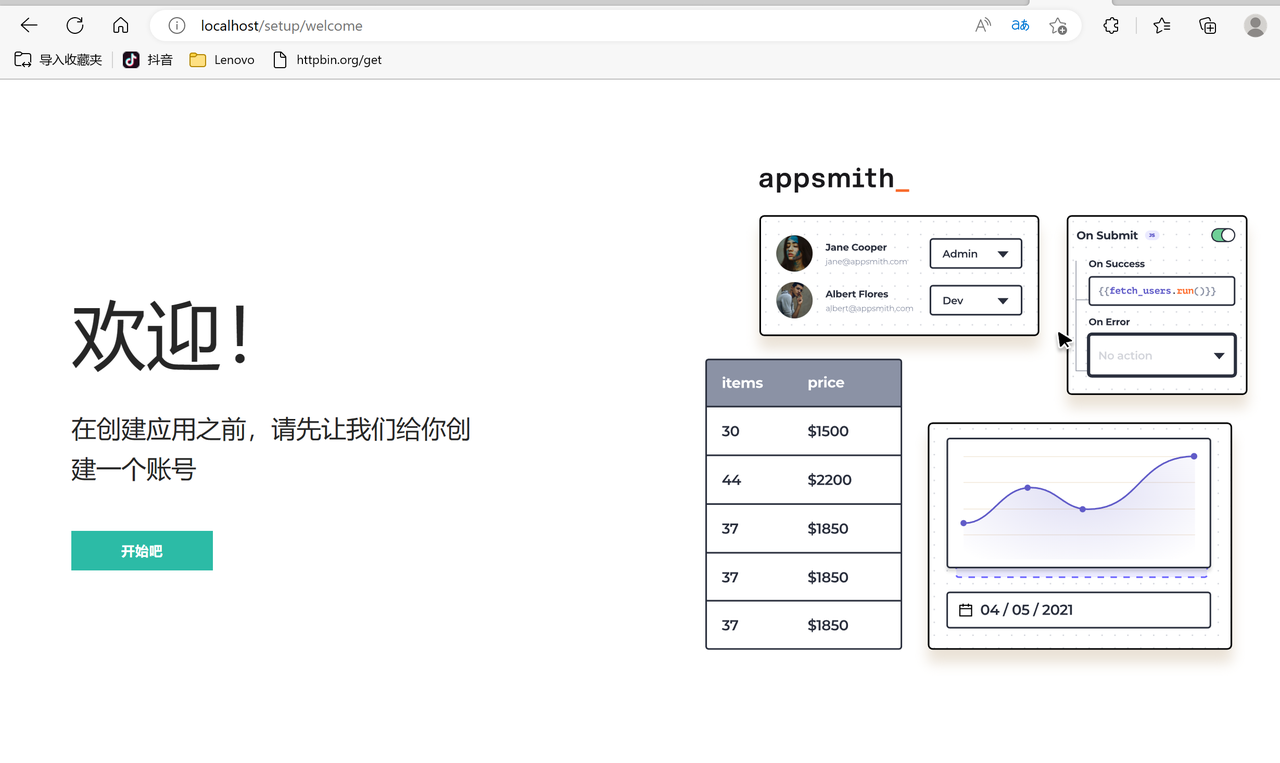 localhost/setup/welcome
导入收藏夹 抖音 Lenovo httpbin.org/get
欢迎！
在创建应用之前，请先让我们给你创
建一个账号
开始吧
appsmith_
Jane Cooper
jane@appsmith.com
Admin
Albert Flores
albert@appsmith.com
Dev
On Submit JS
On Success
{{fetch_users.run()}}
On Error
No action
items price
30 $1500
44 $2200
37 $1850
37 $1850
37 $1850
04 / 05 / 2021